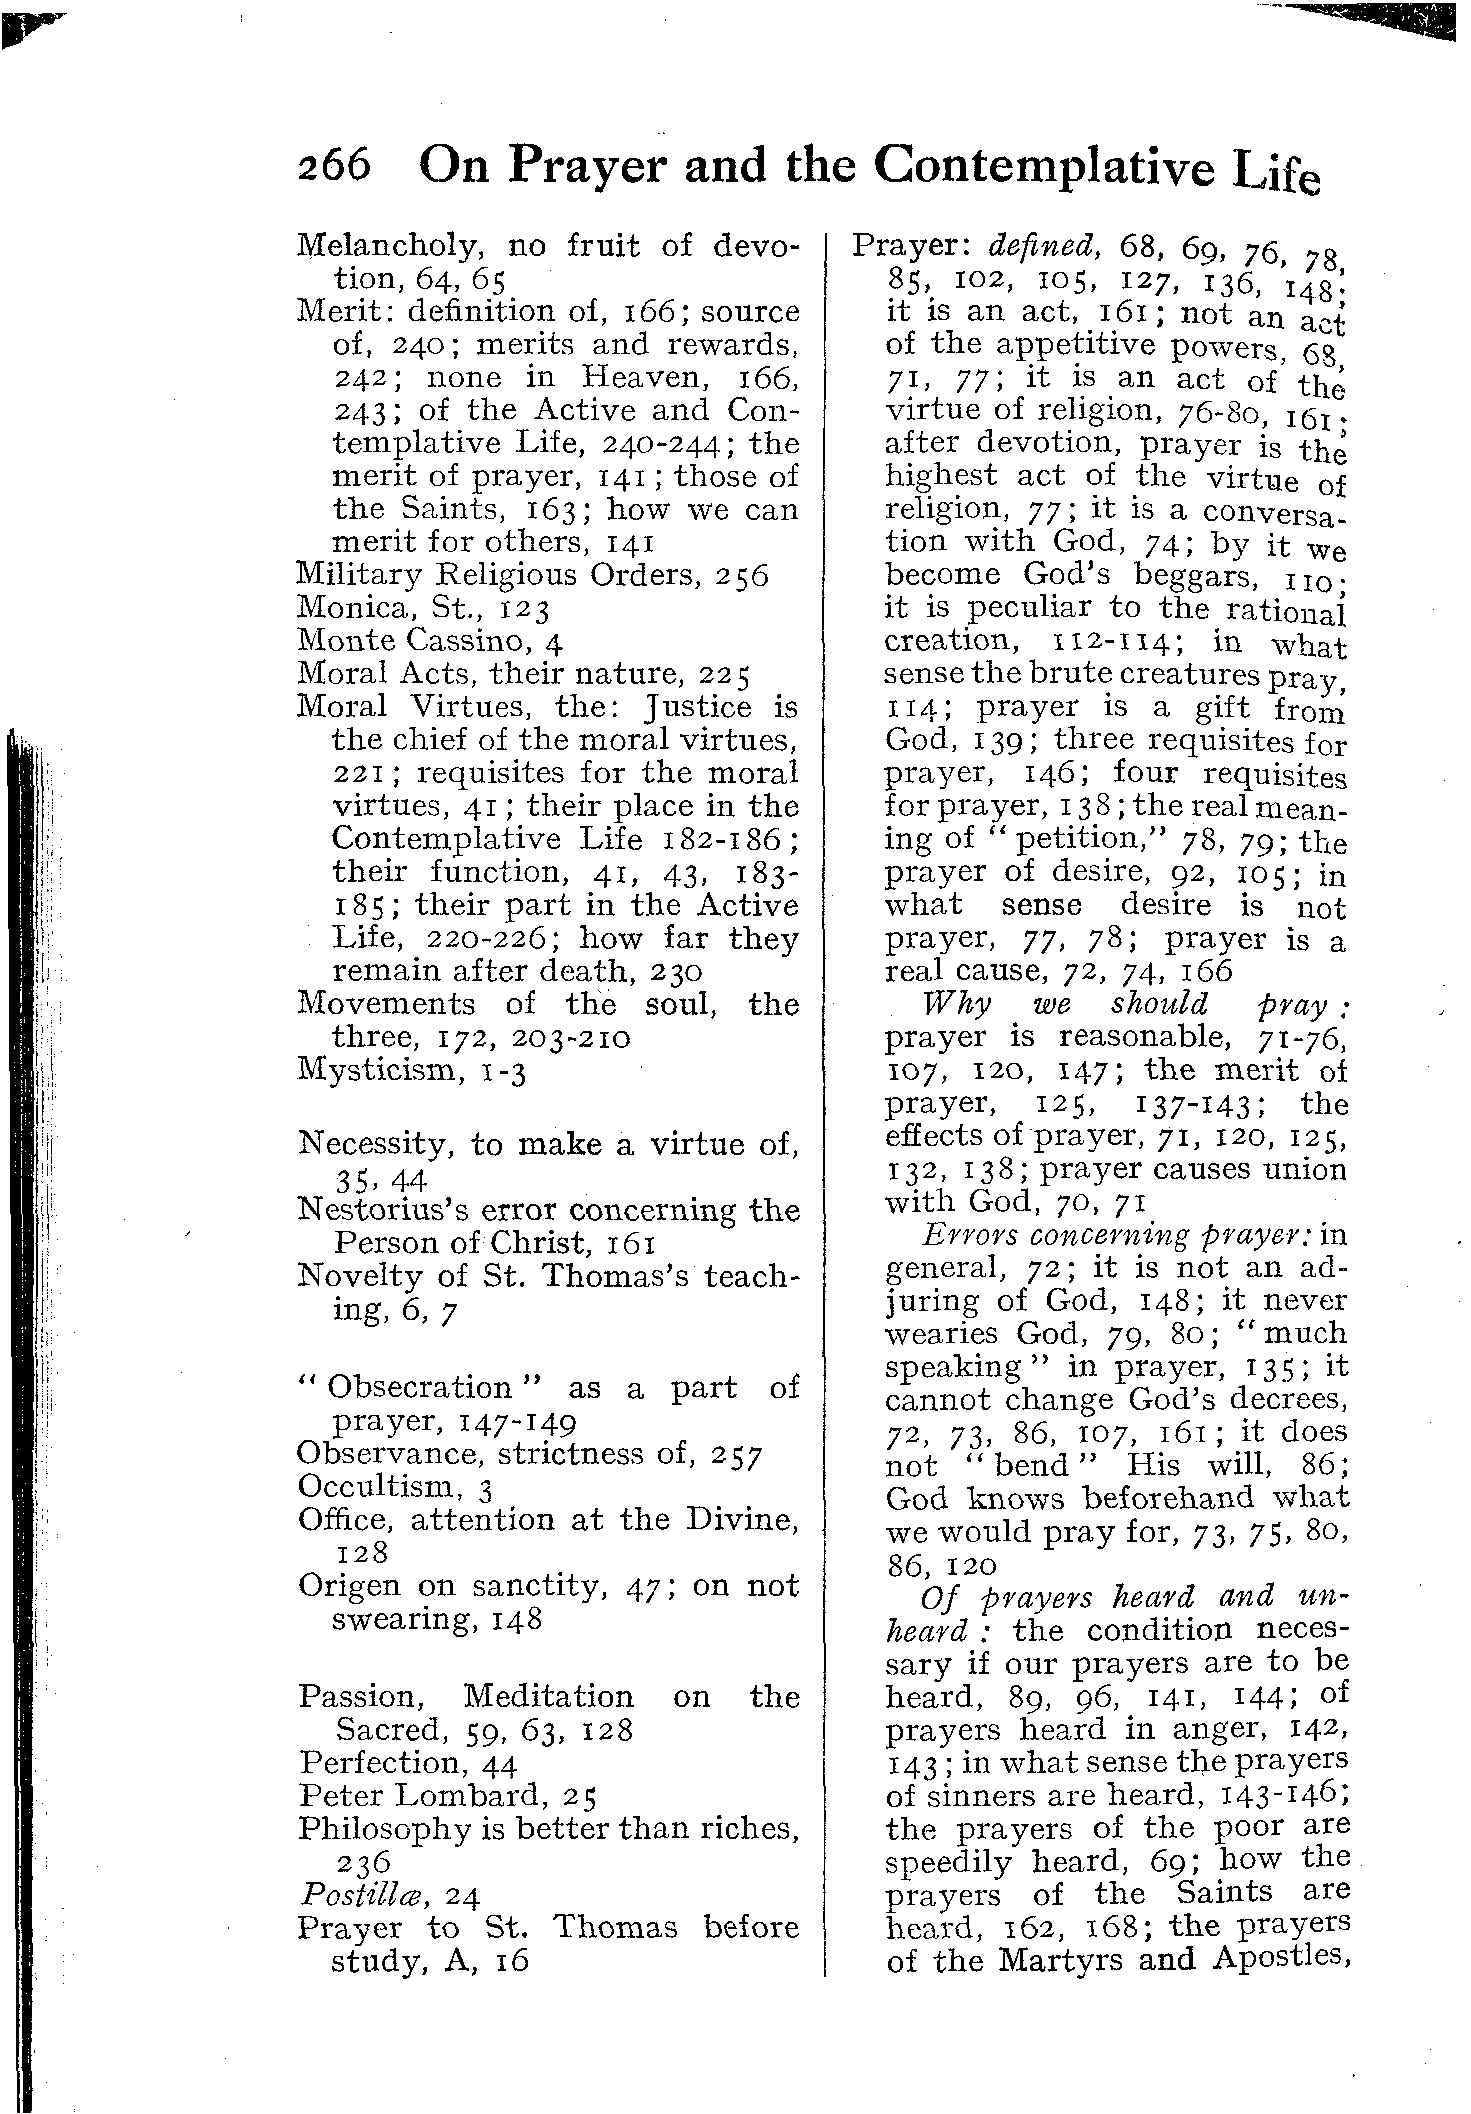 266 On Prayer and the Contemplative Life
Melancholy, no fruit of devo-
tion, 64, 65
Merit: definition of, 166; source
of, 240; merits and rewards,
242; none in Heaven, 166,
243; of the Active and Con-
templative Life, 240-244; the
merit of prayer, 141; those of
the Saints, 163; how we can
merit for others, 141
Military Religious Orders, 256
Monica, St., 123
Monte Cassino, 4
Moral Acts, their nature, 225
Moral Virtues, the: Justice is
the chief of the moral virtues,
221; requisites for the moral
virtues, 41; their place in the
Contemplative Life 182-186;
their function, 41, 43, 183-
185; their part in the Active
Life, 220-226; how far they
remain after death, 230
Movements of the soul, the
three, 172, 203-210
Mysticism, 1-3
Necessity, to make a virtue of,
35, 44
Nestorius's error concerning the
Person of Christ, 161
Novelty of St. Thomas's teach-
ing, 6, 7
"Obsecration" as a part of
prayer, 147-149
Observance, strictness of, 257
Occultism, 3
Office, attention at the Divine,
128
Origen on sanctity, 47; on not
swearing, 148
Passion, Meditation on the
Sacred, 59, 63, 128
Perfection, 44
Peter Lombard, 25
Philosophy is better than riches,
236
Postillæ, 24
Prayer to St. Thomas before
study, A, 16
Prayer: defined, 68, 69, 76, 78,
85, 102, 105, 127, 136, 148;
it is an act, 161; not an act
of the appetitive powers, 68,
71, 77; it is an act of the
virtue of religion, 76-80, 161;
after devotion, prayer is the
highest act of the virtue of
religion, 77; it is a conversa-
tion with God, 74; by it we
become God's beggars, 110;
it is peculiar to the rational
creation, 112-114; in what
sense the brute creatures pray,
114; prayer is a gift from
God, 139; three requisites for
prayer, 146; four requisites
for prayer, 138; the real mean-
ing of "petition," 78, 79; the
prayer of desire, 92, 105; in
what sense desire is not
prayer, 77, 78; prayer is a
real cause, 72, 74, 166
Why we should pray:
prayer is reasonable, 71-76,
107, 120, 147; the merit of
prayer, 125, 137-143; the
effects of prayer, 71, 120, 125,
132, 138; prayer causes union
with God, 70, 71
Errors concerning prayer: in
general, 72; it is not an ad-
juring of God, 148; it never
wearies God, 79, 80; "much
speaking" in prayer, 135; it
cannot change God's decrees,
72, 73, 86, 107, 161; it does
not "bend" His will, 86;
God knows beforehand what
we would pray for, 73, 75, 80,
86, 120
Of prayers heard and un-
heard: the condition neces-
sary if our prayers are to be
heard, 89, 96, 141, 144; of
prayers heard in anger, 142,
143; in what sense the prayers
of sinners are heard, 143-146;
the prayers of the poor are
speedily heard, 69; how the
prayers of the Saints are
heard, 162, 168; the prayers
of the Martyrs and Apostles,